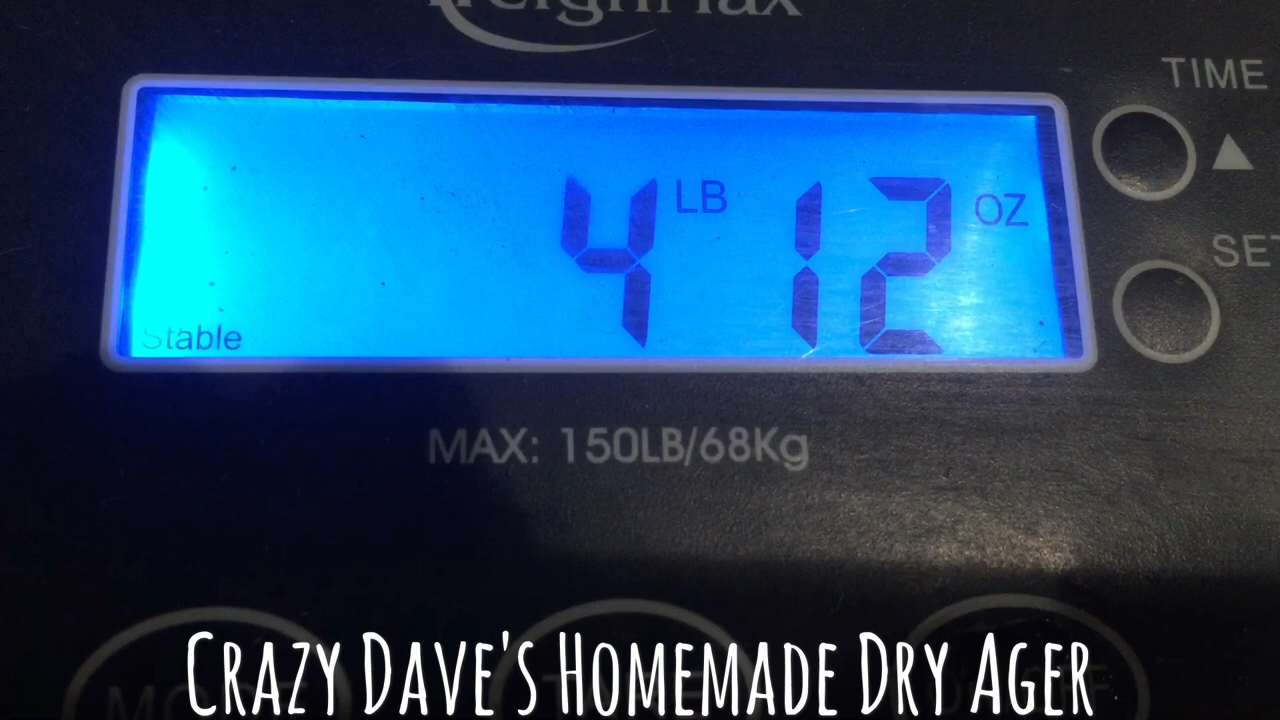 TIME
4 LB 12 OZ
SET
Stable
MAX: 150LB/68Kg
CRAZY DAVE'S HOMEMADE DRY AGER